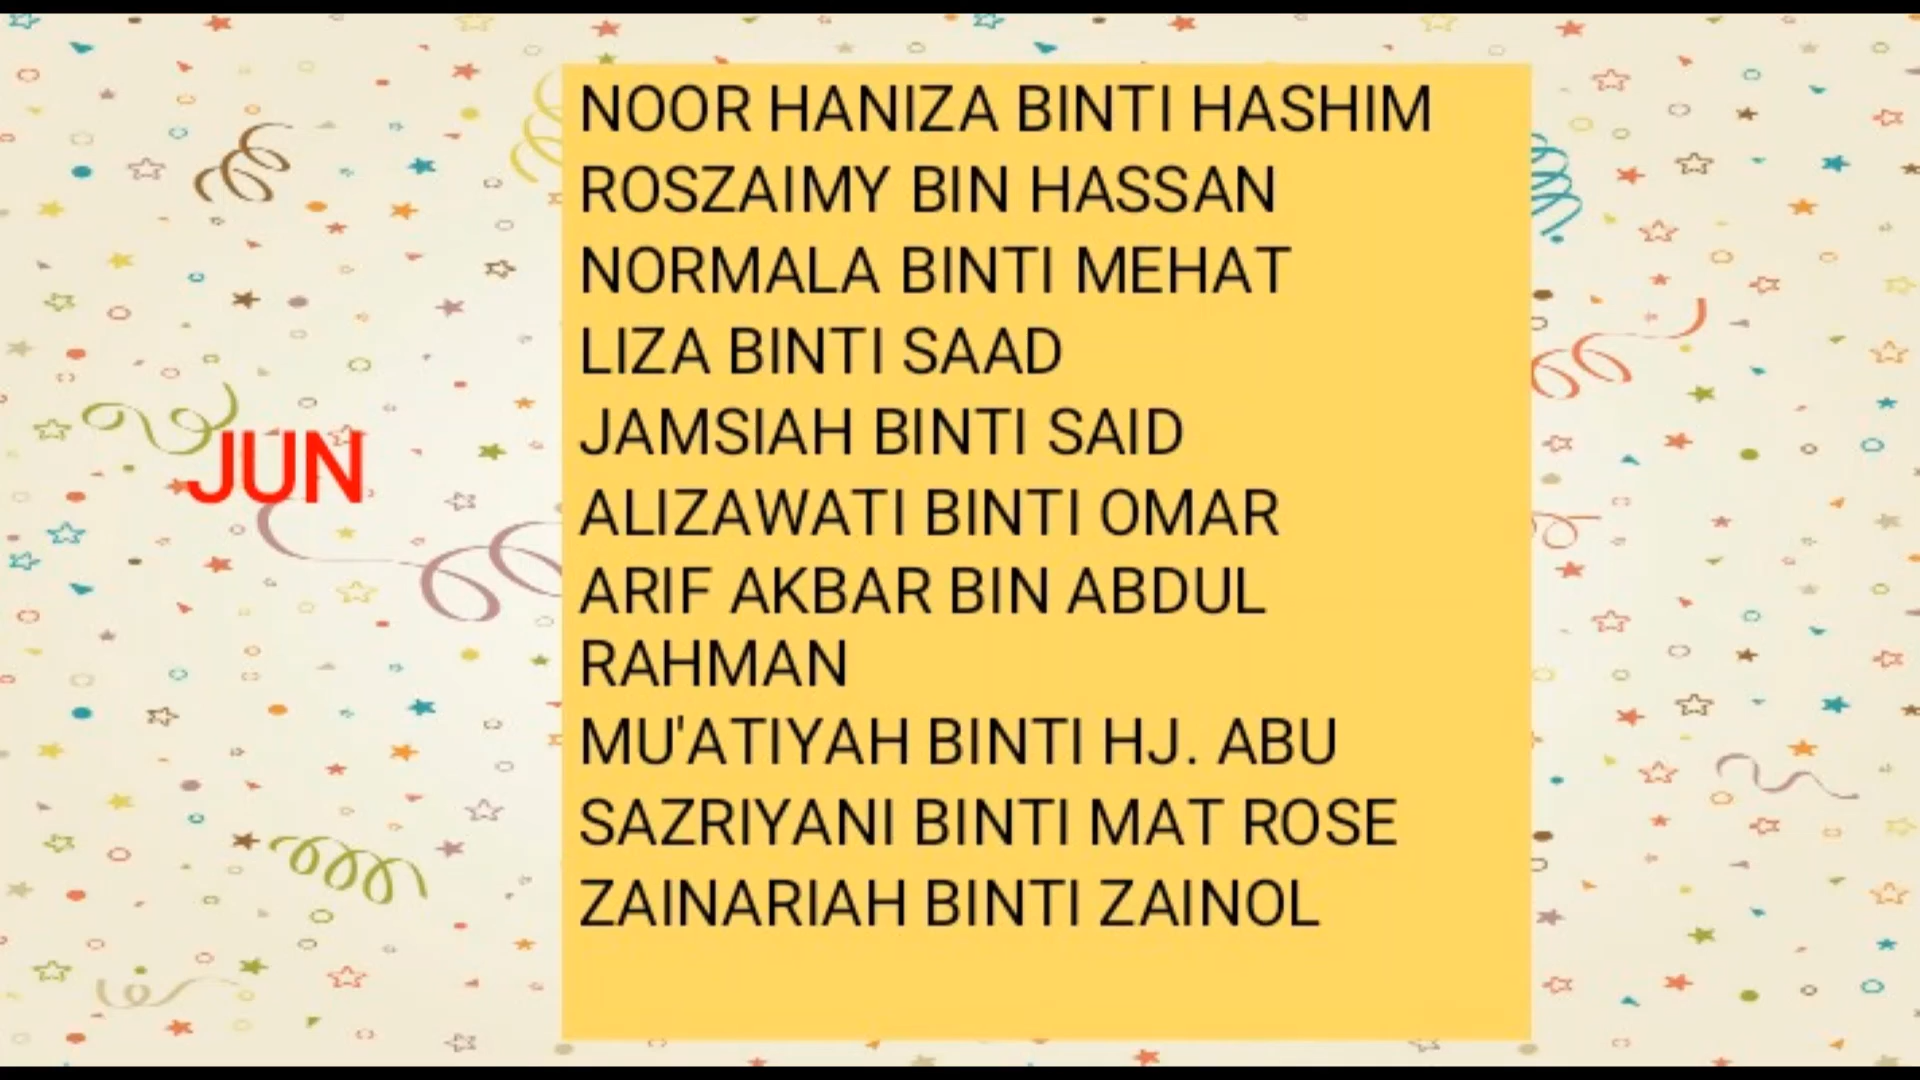 JUN
NOOR HANIZA BINTI HASHIM
ROSZAIMY BIN HASSAN
NORMALA BINTI MEHAT
LIZA BINTI SAAD
JAMSIAH BINTI SAID
ALIZAWATI BINTI OMAR
ARIF AKBAR BIN ABDUL
RAHMAN
MU'ATIYAH BINTI HJ. ABU
SAZRIYANI BINTI MAT ROSE
ZAINARIAH BINTI ZAINOL